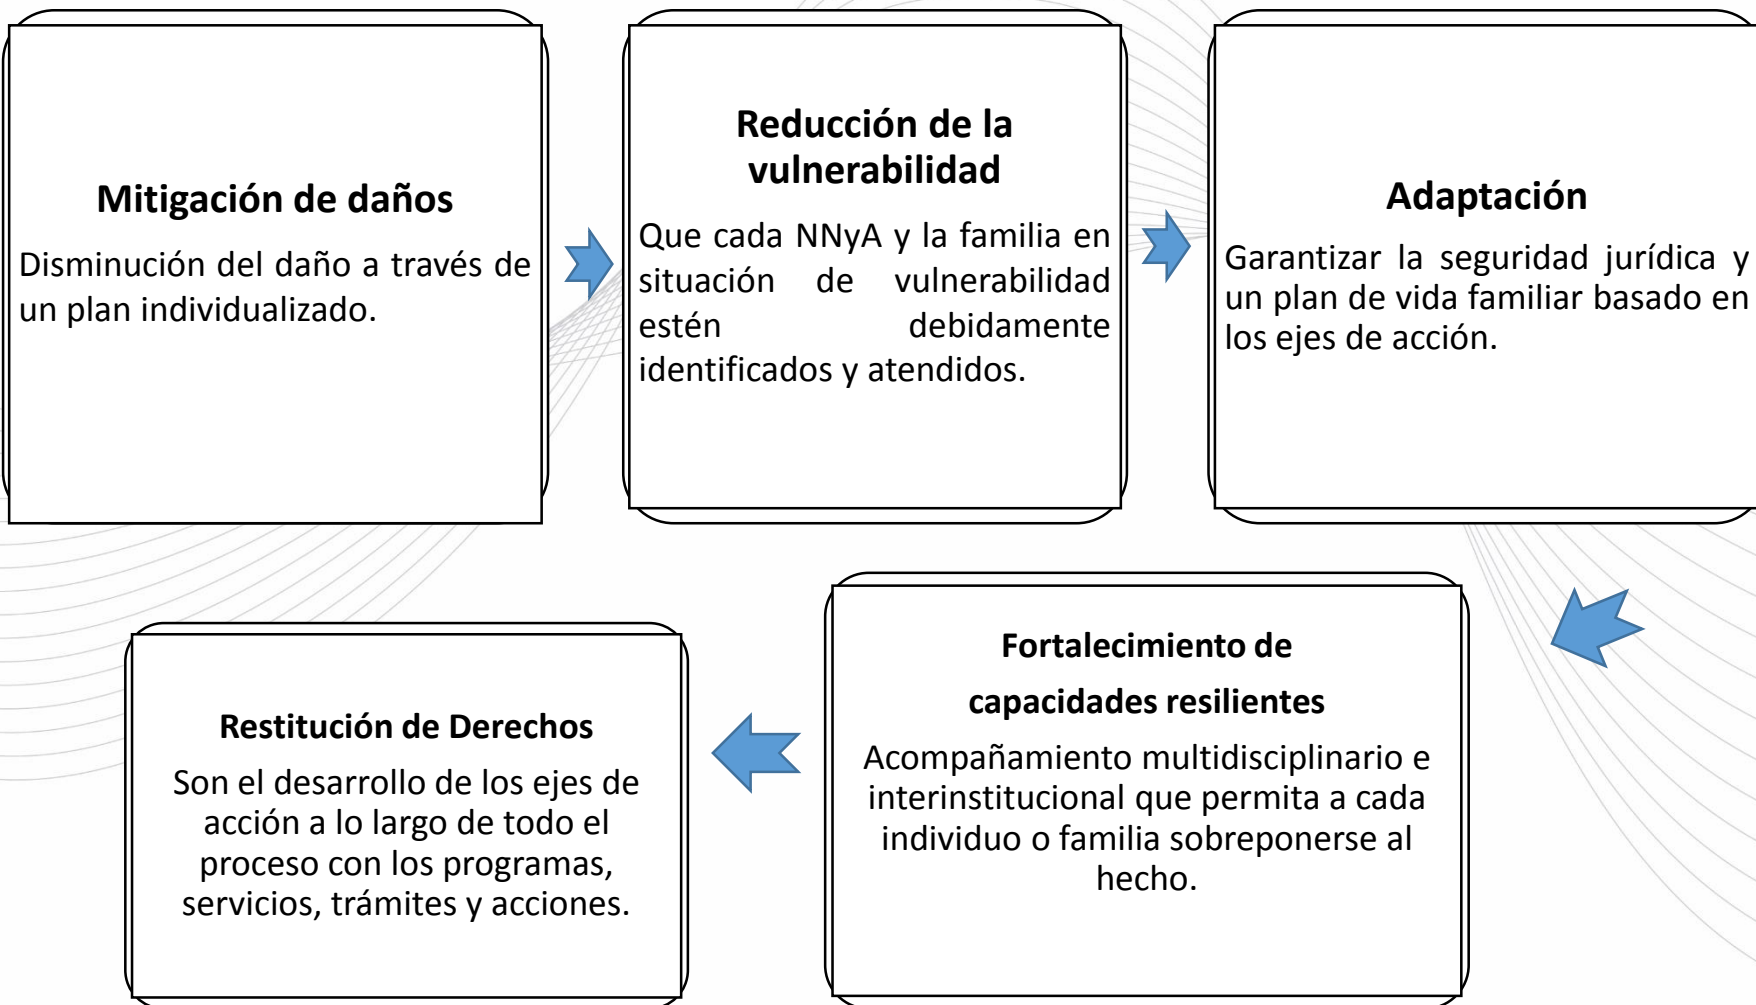 Mitigación de daños
Disminución del daño a través de
un plan individualizado.
Reducción de la
vulnerabilidad
Que cada NNyA y la familia en
situación de vulnerabilidad
estén debidamente
identificados y atendidos.
Adaptación
Garantizar la seguridad jurídica y
un plan de vida familiar basado en
los ejes de acción.
Fortalecimiento de
capacidades resilientes
Acompañamiento multidisciplinario e
interinstitucional que permita a cada
individuo o familia sobreponerse al
hecho.
Restitución de Derechos
Son el desarrollo de los ejes de
acción a lo largo de todo el
proceso con los programas,
servicios, trámites y acciones.